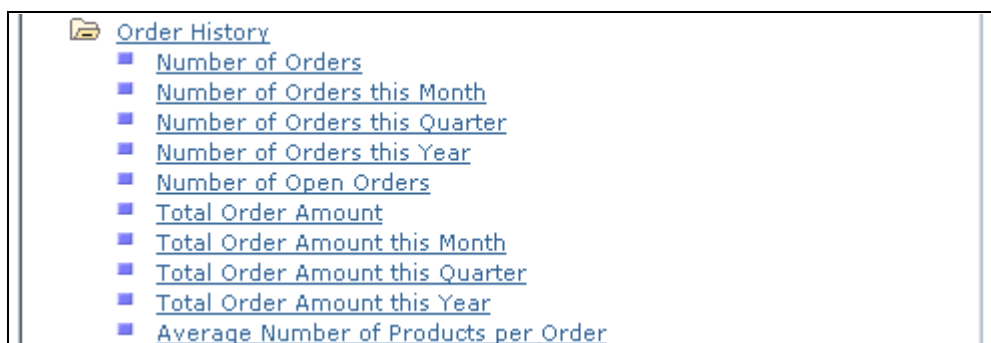 Order History
Number of Orders
Number of Orders this Month
Number of Orders this Quarter
Number of Orders this Year
Number of Open Orders
Total Order Amount
Total Order Amount this Month
Total Order Amount this Quarter
Total Order Amount this Year
Average Number of Products per Order